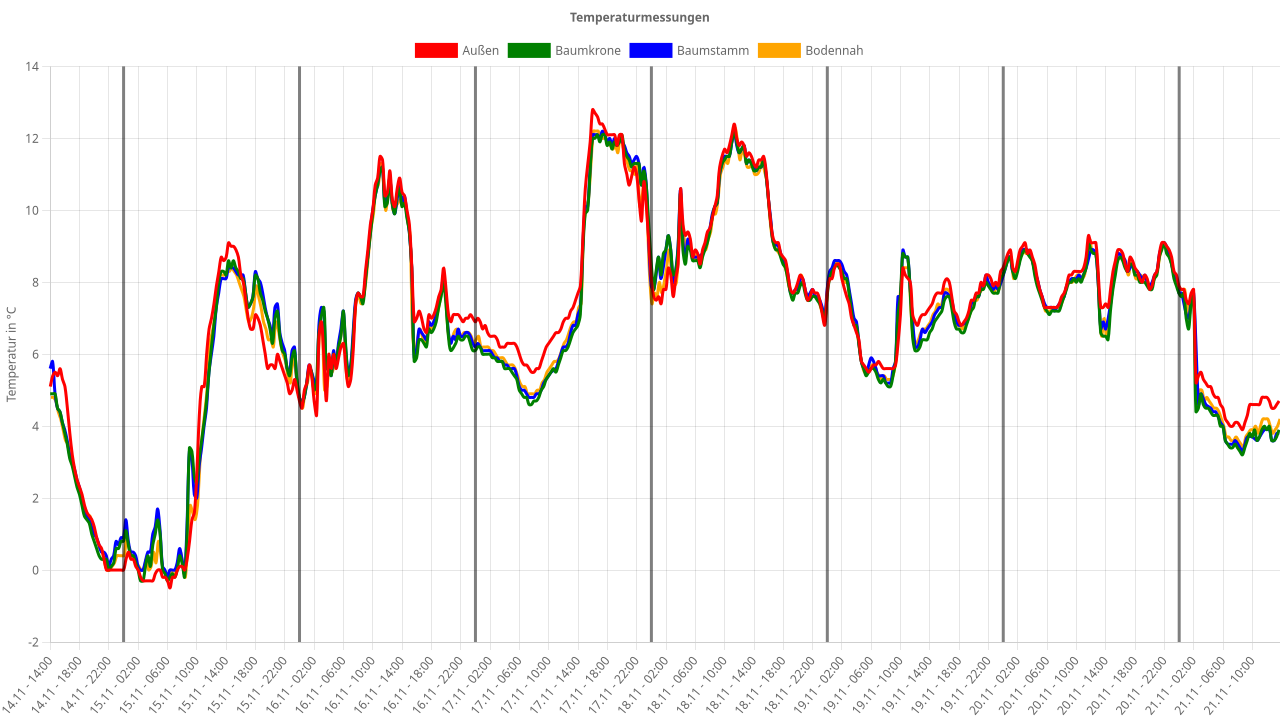 Temperaturmessungen
Außen Baumkrone Baumstamm Bodennah
Temperatur in °C
14
12
10
8
6
4
2
0
-2
14.11 - 14:00
14.11 - 18:00
14.11 - 22:00
15.11 - 02:00
15.11 - 06:00
15.11 - 10:00
15.11 - 14:00
15.11 - 18:00
15.11 - 22:00
16.11 - 02:00
16.11 - 06:00
16.11 - 10:00
16.11 - 14:00
16.11 - 18:00
16.11 - 22:00
17.11 - 02:00
17.11 - 06:00
17.11 - 10:00
17.11 - 14:00
17.11 - 18:00
17.11 - 22:00
18.11 - 02:00
18.11 - 06:00
18.11 - 10:00
18.11 - 14:00
18.11 - 18:00
18.11 - 22:00
19.11 - 02:00
19.11 - 06:00
19.11 - 10:00
19.11 - 14:00
19.11 - 18:00
19.11 - 22:00
20.11 - 02:00
20.11 - 06:00
20.11 - 10:00
20.11 - 14:00
20.11 - 18:00
20.11 - 22:00
21.11 - 02:00
21.11 - 06:00
21.11 - 10:00